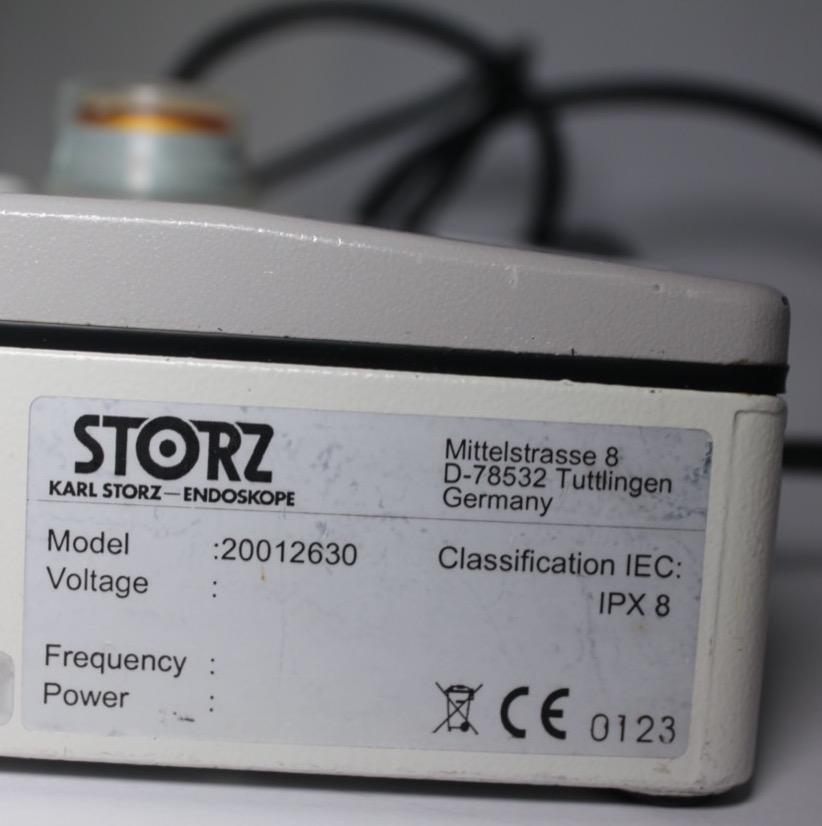 STORZ
KARL STORZ—ENDOSKOPE
Mittelstrasse 8
D-78532 Tuttlingen
Germany
Model :20012630
Voltage :
Classification IEC:
IPX 8
Frequency :
Power :
CE 0123